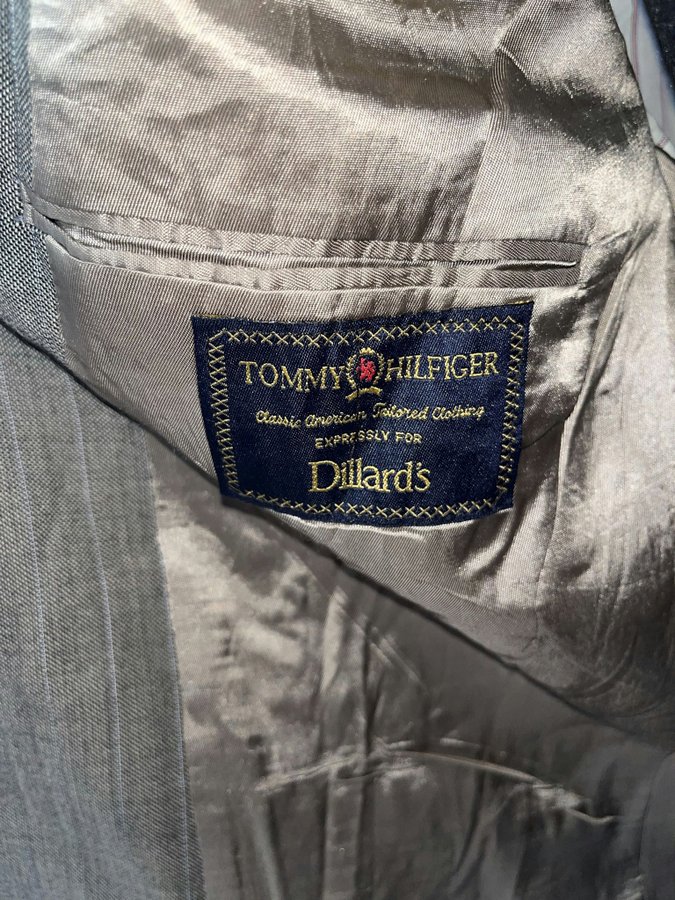 TOMMY HILFIGER
Classic American Tailored Clothing
EXPRESSLY FOR
Dillard's